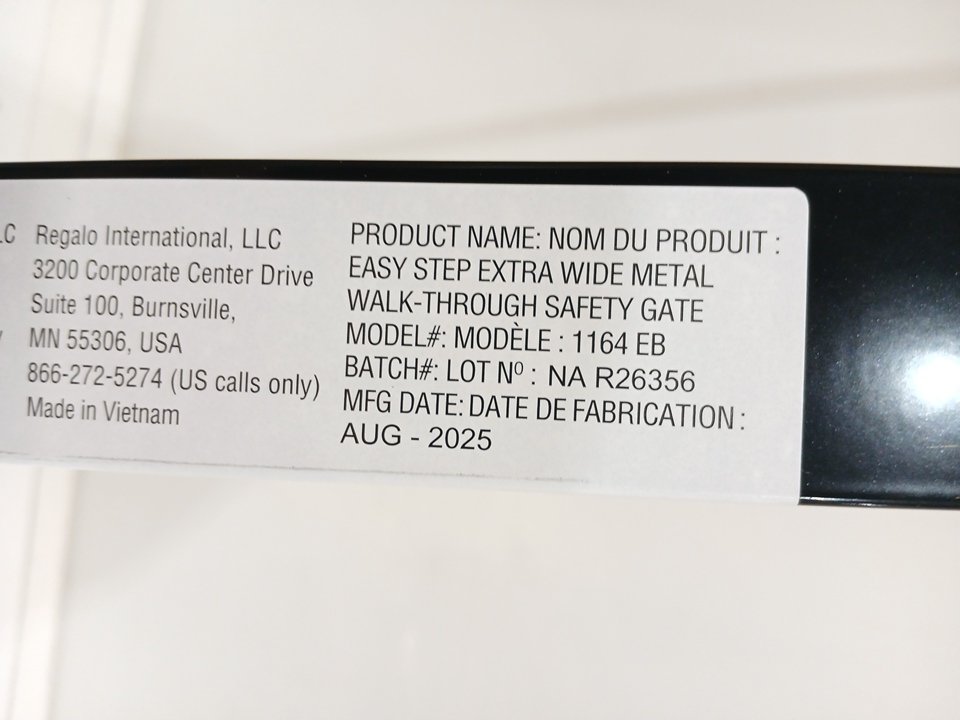 LC
Regalo International, LLC
3200 Corporate Center Drive
Suite 100, Burnsville,
MN 55306, USA
866-272-5274 (US calls only)
Made in Vietnam
PRODUCT NAME: NOM DU PRODUIT :
EASY STEP EXTRA WIDE METAL
WALK-THROUGH SAFETY GATE
MODEL#: MODÈLE : 1164 EB
BATCH#: LOT Nº : NA R26356
MFG DATE: DATE DE FABRICATION :
AUG - 2025